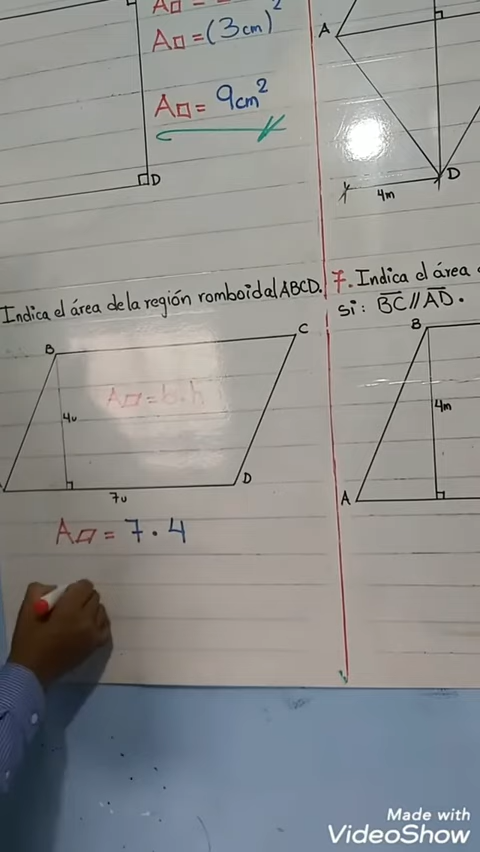 A▱=(3cm)²
A▱= 9cm²
D
A
D
4m
Indica el área de la región romboidal ABCD.
B
C
A▱=b.h
4u
D
7u
A▱= 7.4
7. Indica el área
si: BC//AD.
B
4m
A
Made with
VideoShow